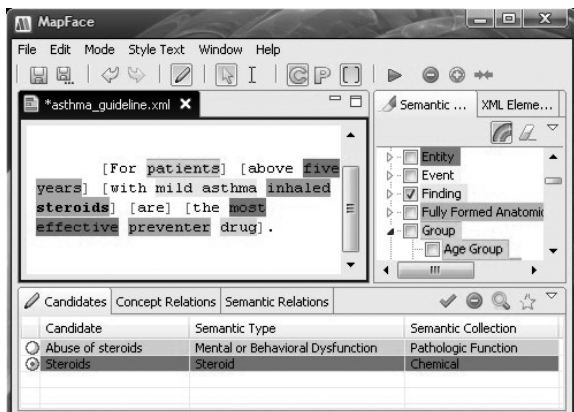 MapFace
File Edit Mode Style Text Window Help
*asthma_guideline.xml
Semantic ... XML Eleme...
[For patients] [above five
years] [with mild asthma inhaled
steroids] [are] [the most
effective preventer drug].
Entity
Event
Finding
Fully Formed Anatomic
Group
Age Group
Candidates Concept Relations Semantic Relations
Candidate Semantic Type Semantic Collection
Abuse of steroids Mental or Behavioral Dysfunction Pathologic Function
Steroids Steroid Chemical